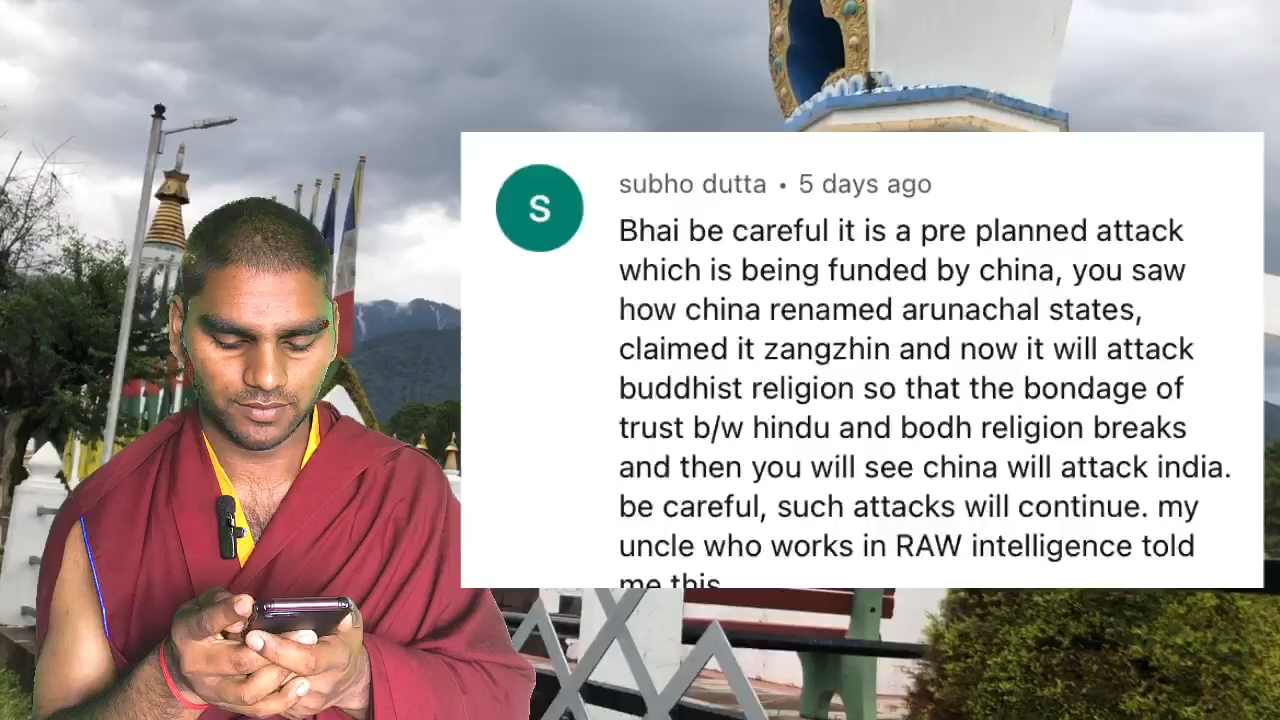 S
subho dutta • 5 days ago
Bhai be careful it is a pre planned attack
which is being funded by china, you saw
how china renamed arunachal states,
claimed it zangzhin and now it will attack
buddhist religion so that the bondage of
trust b/w hindu and bodh religion breaks
and then you will see china will attack india.
be careful, such attacks will continue. my
uncle who works in RAW intelligence told
me this